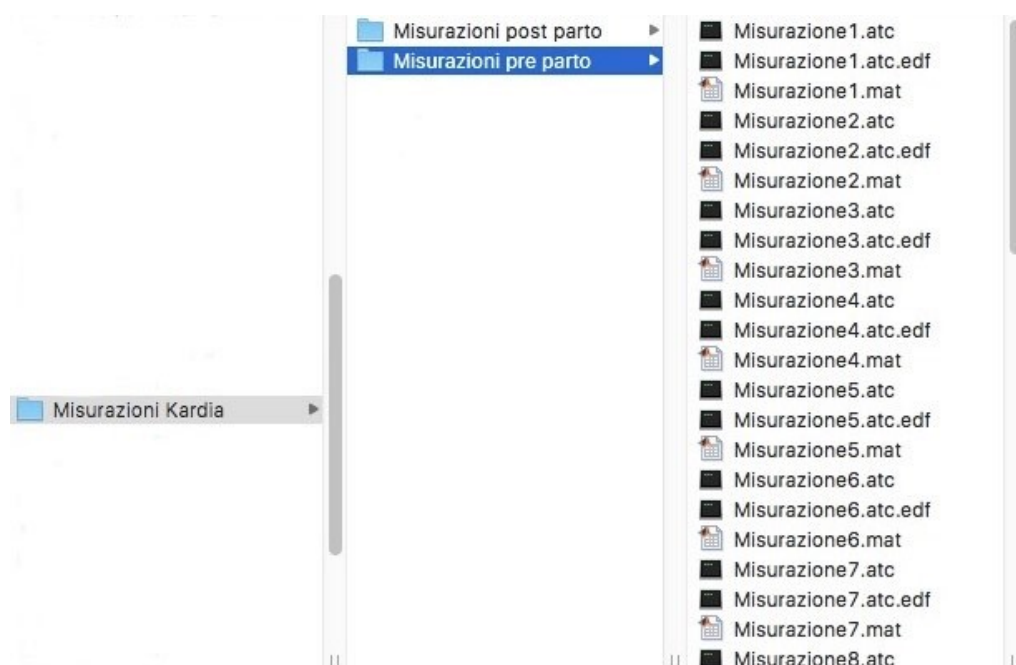 Misurazioni Kardia
Misurazioni post parto
Misurazioni pre parto
Misurazione1.atc
Misurazione1.atc.edf
Misurazione1.mat
Misurazione2.atc
Misurazione2.atc.edf
Misurazione2.mat
Misurazione3.atc
Misurazione3.atc.edf
Misurazione3.mat
Misurazione4.atc
Misurazione4.atc.edf
Misurazione4.mat
Misurazione5.atc
Misurazione5.atc.edf
Misurazione5.mat
Misurazione6.atc
Misurazione6.atc.edf
Misurazione6.mat
Misurazione7.atc
Misurazione7.atc.edf
Misurazione7.mat
Misurazione8.atc